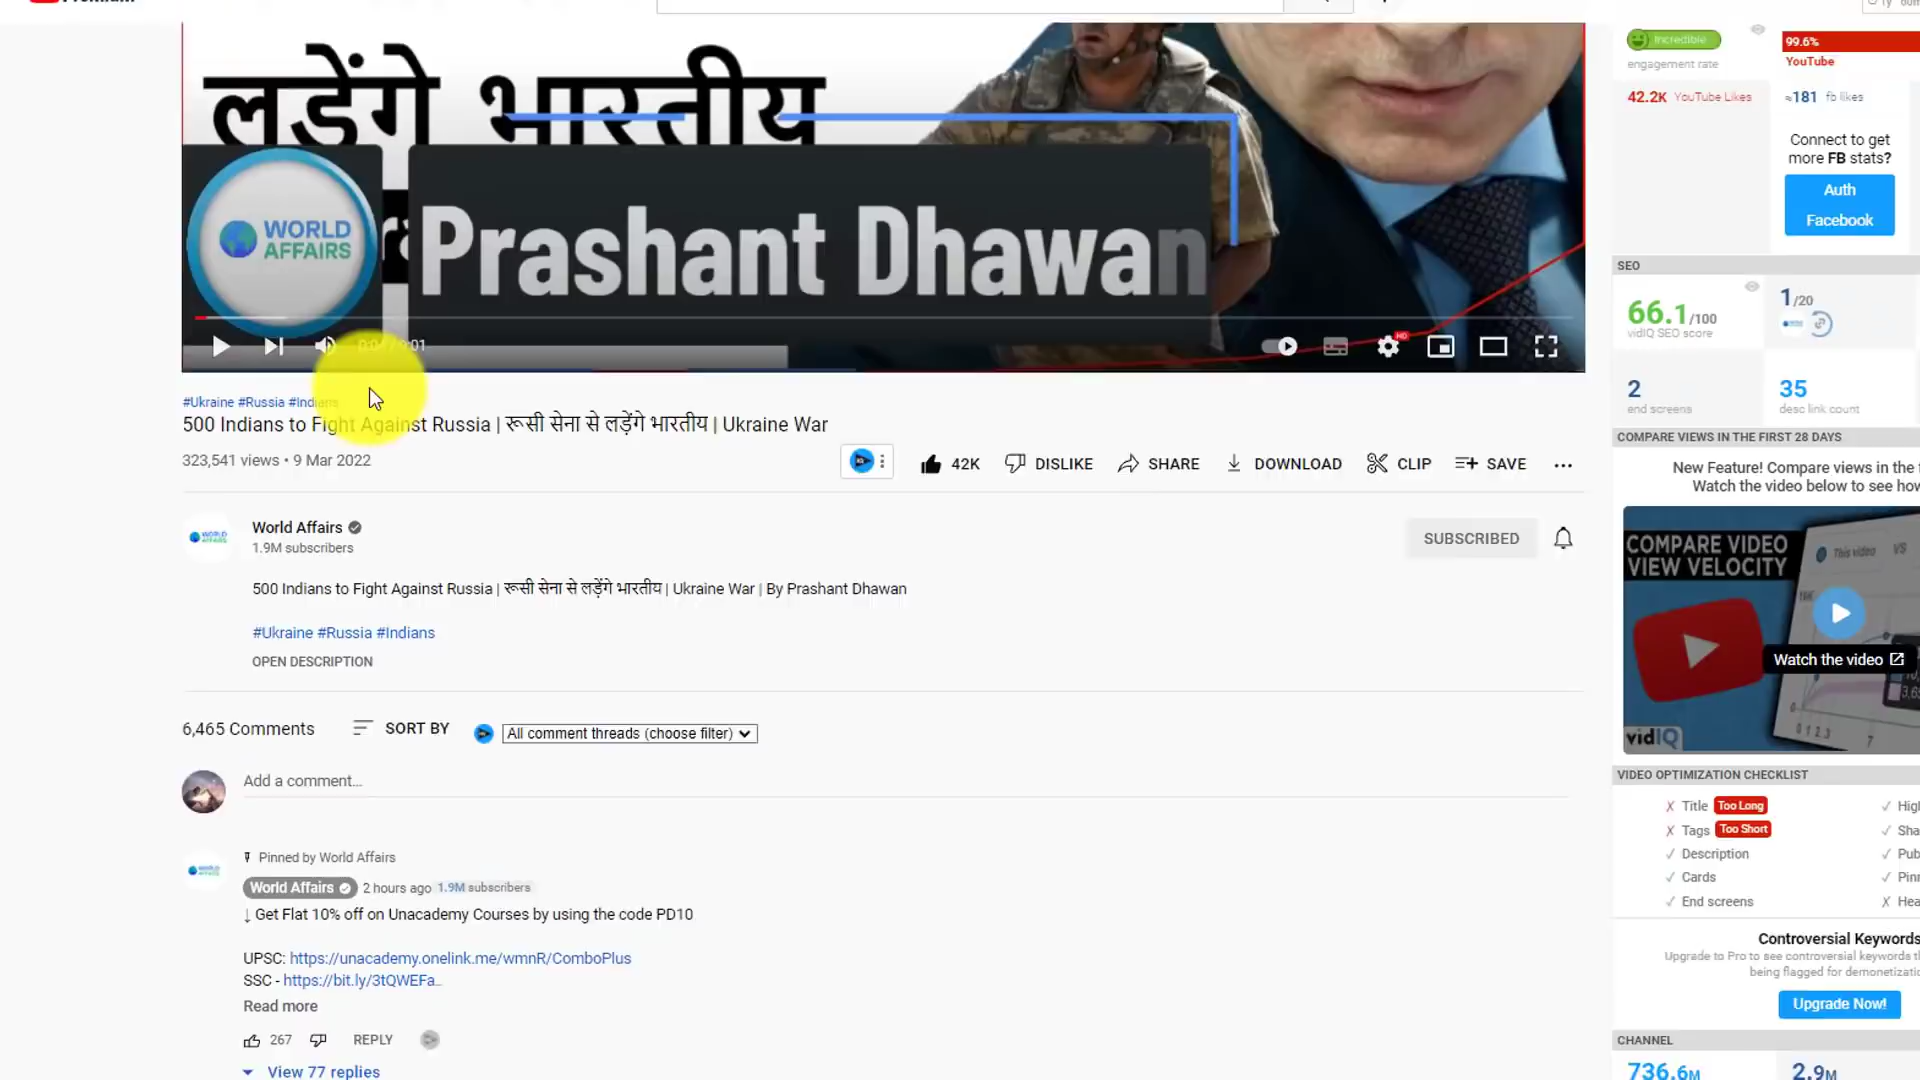 Premium
लड़ेंगे भारतीय
WORLD
AFFAIRS
Prashant Dhawan
HD
#Ukraine #Russia #Indians
500 Indians to Fight Against Russia | रूसी सेना से लड़ेंगे भारतीय | Ukraine War
323,541 views • 9 Mar 2022
42K
DISLIKE
SHARE
DOWNLOAD
CLIP
SAVE
World Affairs
1.9M subscribers
SUBSCRIBED
500 Indians to Fight Against Russia | रूसी सेना से लड़ेंगे भारतीय | Ukraine War | By Prashant Dhawan
#Ukraine #Russia #Indians
OPEN DESCRIPTION
6,465 Comments
SORT BY
All comment threads (choose filter)
Add a comment...
Pinned by World Affairs
World Affairs 2 hours ago 1.9M subscribers
↓ Get Flat 10% off on Unacademy Courses by using the code PD10
UPSC: https://unacademy.onelink.me/wmnR/ComboPlus
SSC - https://bit.ly/3tQWEFa...
Read more
267
REPLY
View 77 replies
Incredible
engagement rate
99.6%
YouTube
42.2K YouTube Likes
≈181 fb likes
Connect to get
more FB stats?
Auth
Facebook
SEO
66.1/100
vidIQ SEO score
1/20
2
end screens
35
desc link count
COMPARE VIEWS IN THE FIRST 28 DAYS
New Feature! Compare views in the
Watch the video below to see how
COMPARE VIDEO
VIEW VELOCITY
This video VS
Watch the video
vidIQ
VIDEO OPTIMIZATION CHECKLIST
✗ Title Too Long
✗ Tags Too Short
✓ Description
✓ Cards
✓ End screens
✓ Hig
✓ Sha
✓ Pub
✓ Pin
✗ Hea
Controversial Keywords
Upgrade to Pro to see controversial keywords
being flagged for demonetizati
Upgrade Now!
CHANNEL
736.6M
2.9M